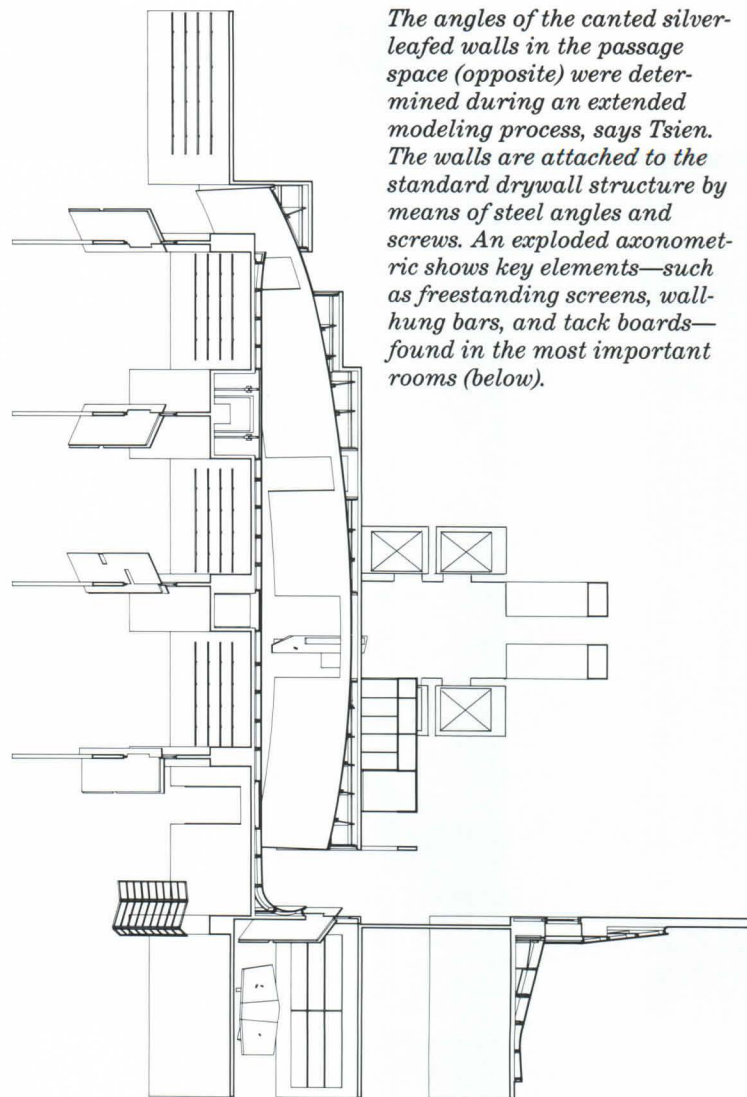 The angles of the canted silver-
leafed walls in the passage
space (opposite) were deter-
mined during an extended
modeling process, says Tsien.
The walls are attached to the
standard drywall structure by
means of steel angles and
screws. An exploded axonomet-
ric shows key elements—such
as freestanding screens, wall-
hung bars, and tack boards—
found in the most important
rooms (below).